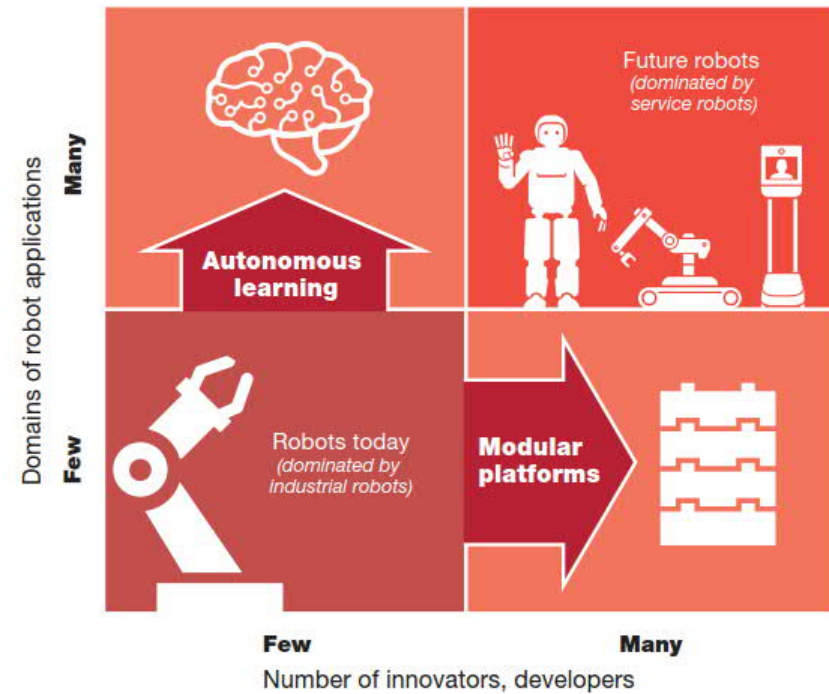 Domains of robot applications
Many
Few
Future robots
(dominated by
service robots)
Autonomous
learning
Robots today
(dominated by
industrial robots)
Modular
platforms
Few
Many
Number of innovators, developers